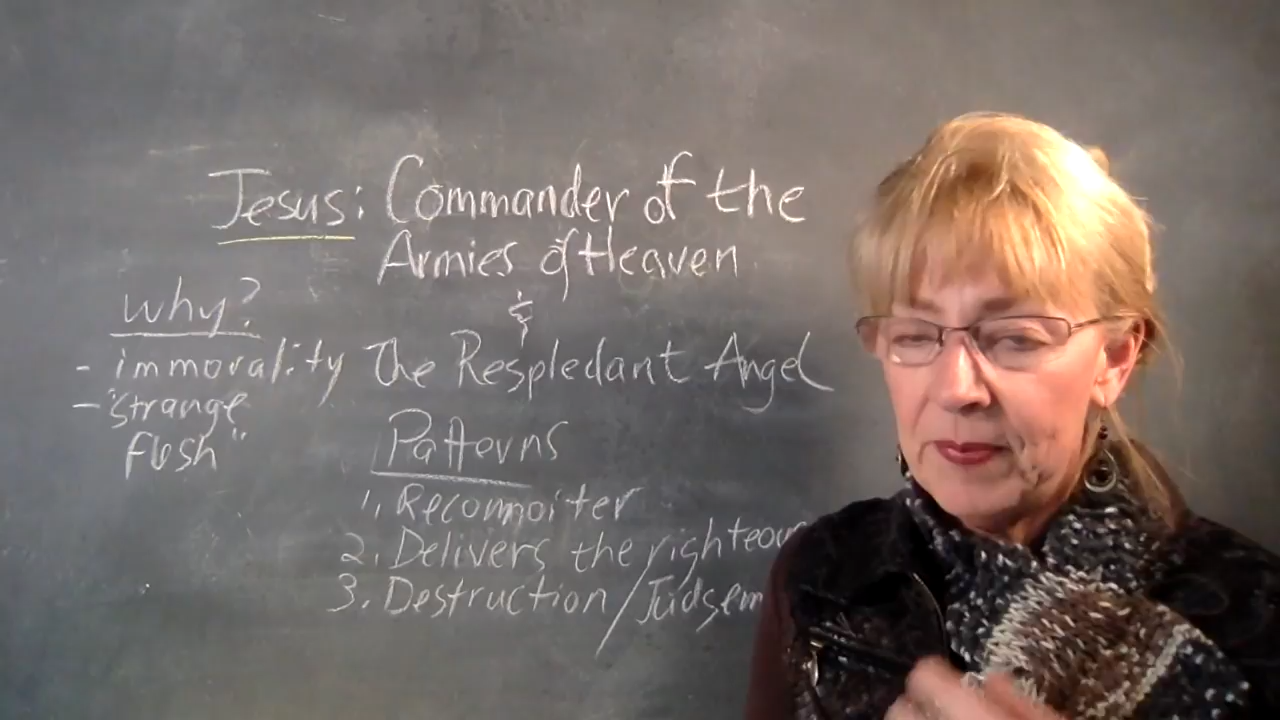 Jesus: Commander of the
Armies of Heaven
&
The Respledant Angel
Why?
- immorality
- "strange
flesh"
Patterns
1. Reconnoiter
2. Delivers the righteous
3. Destruction/Judgem